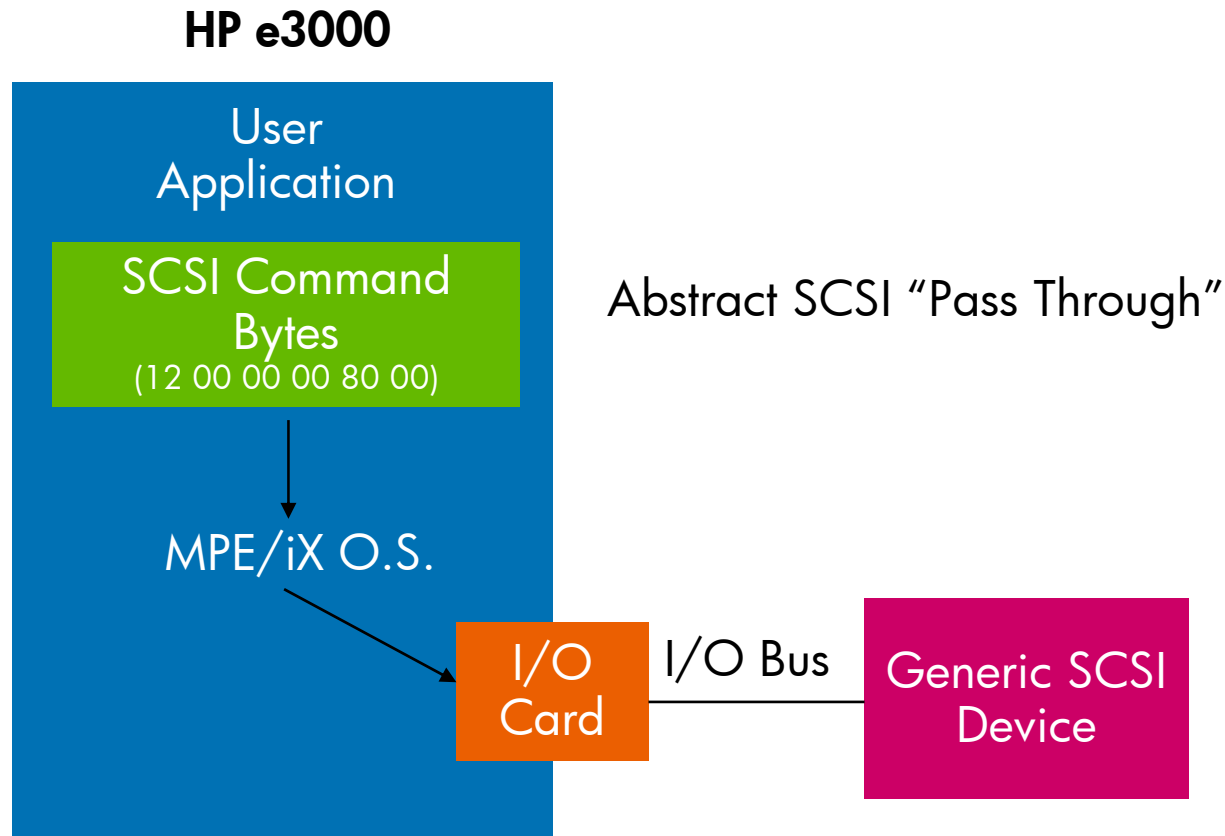 HP e3000
User
Application
SCSI Command
Bytes
(12 00 00 00 80 00)
Abstract SCSI “Pass Through”
MPE/iX O.S.
I/O
Card
I/O Bus
Generic SCSI
Device